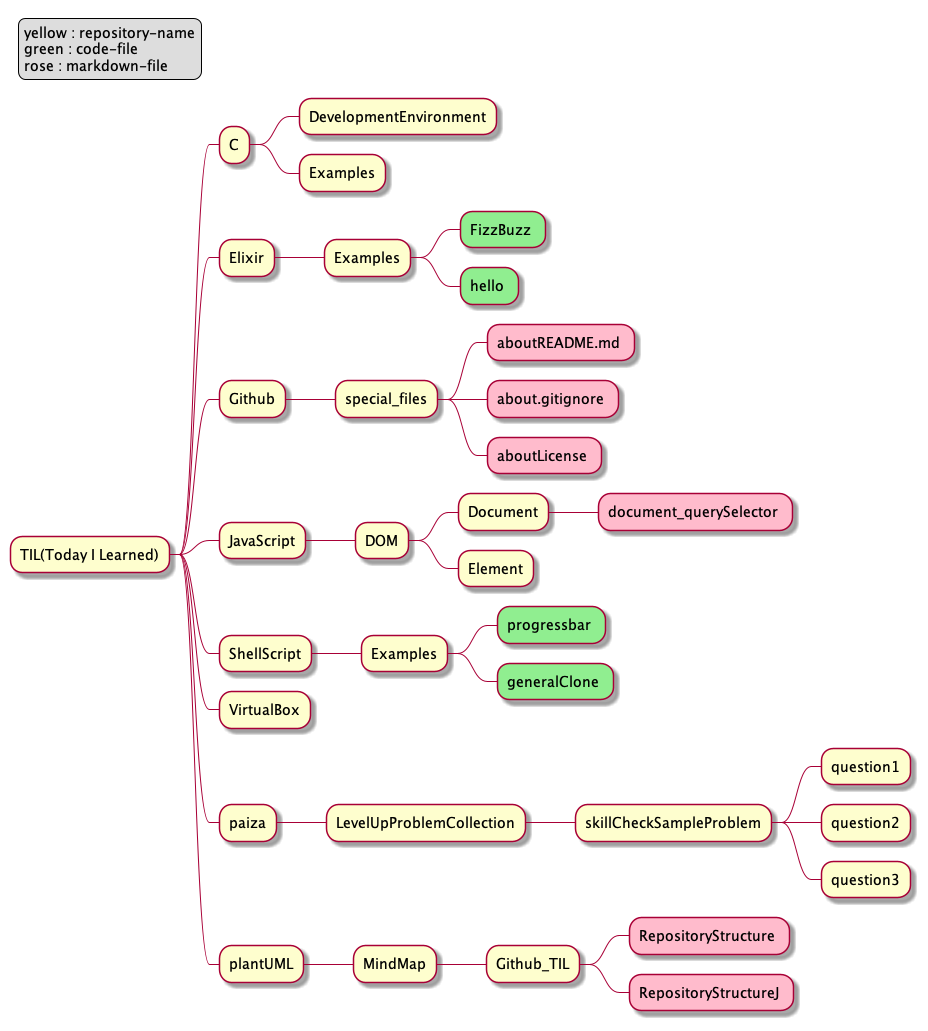 yellow : repository-name
green : code-file
rose : markdown-file
TIL(Today I Learned)
C
DevelopmentEnvironment
Examples
Elixir
Examples
FizzBuzz
hello
Github
special_files
aboutREADME.md
about.gitignore
aboutLicense
JavaScript
DOM
Document
document_querySelector
Element
ShellScript
Examples
progressbar
generalClone
VirtualBox
paiza
LevelUpProblemCollection
skillCheckSampleProblem
question1
question2
question3
plantUML
MindMap
Github_TIL
RepositoryStructure
RepositoryStructureJ